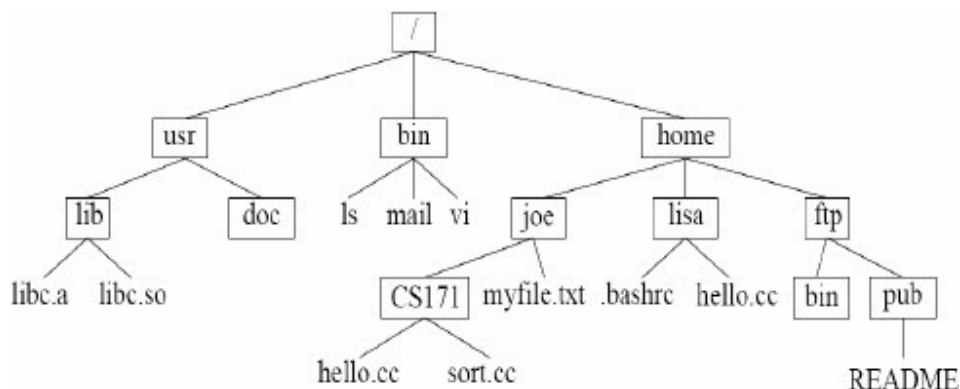 /
usr bin home
lib doc ls mail vi joe lisa ftp
libc.a libc.so CS171 myfile.txt .bashrc hello.cc bin pub
hello.cc sort.cc README